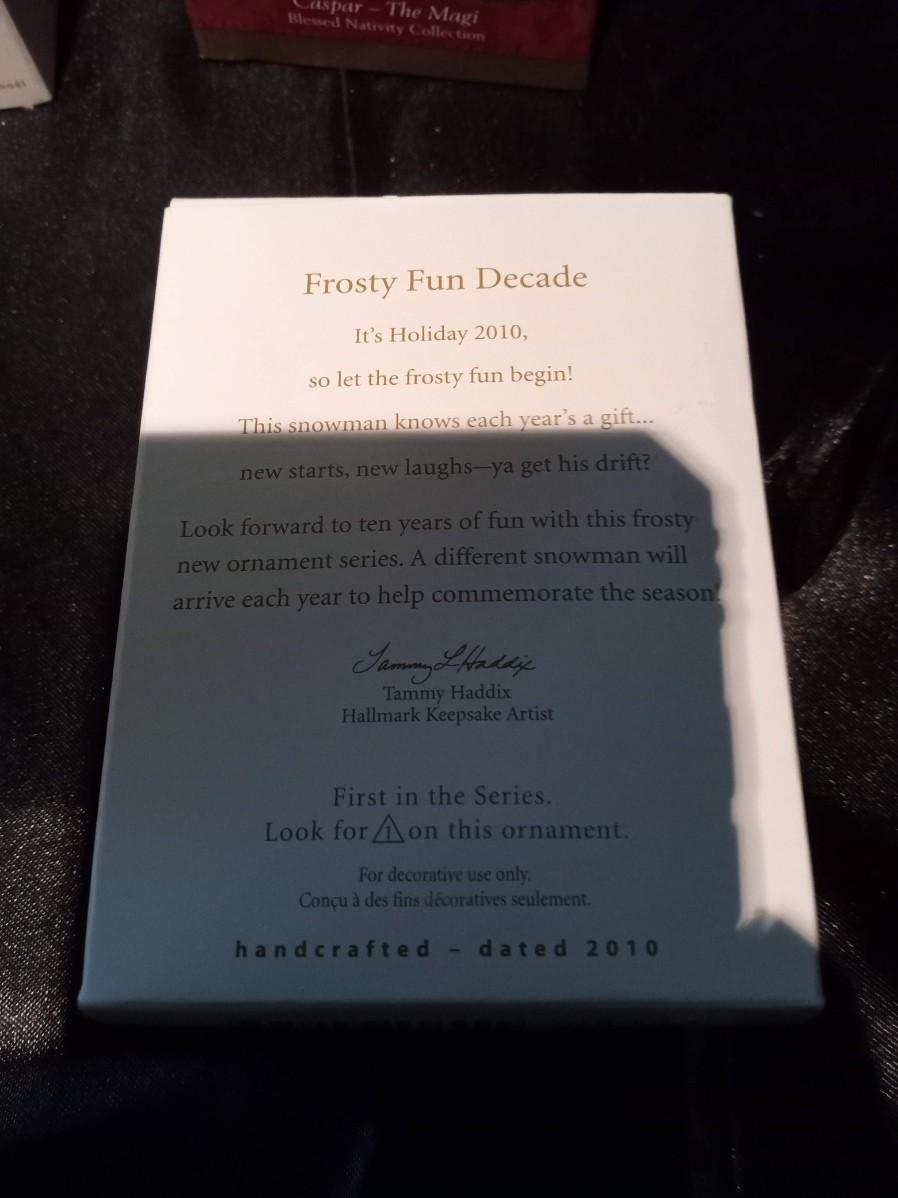 Caspar – The Magi
Blessed Nativity Collection
Frosty Fun Decade
It's Holiday 2010,
so let the frosty fun begin!
This snowman knows each year's a gift...
new starts, new laughs—ya get his drift?
Look forward to ten years of fun with this frosty
new ornament series. A different snowman will
arrive each year to help commemorate the season!
Tammy L Haddix
Tammy Haddix
Hallmark Keepsake Artist
First in the Series.
Look for 1 on this ornament.
For decorative use only.
Conçu à des fins décoratives seulement.
handcrafted – dated 2010